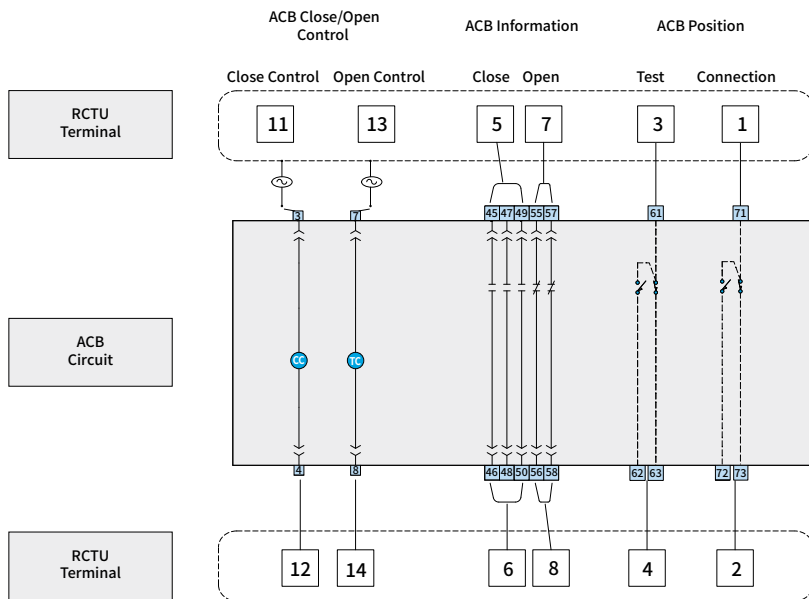 ACB Close/Open
Control
ACB Information
ACB Position
Close Control
Open Control
Close
Open
Test
Connection
RCTU
Terminal
11
13
5
7
3
1
3
7
45
47
49
55
57
61
71
ACB
Circuit
CC
TC
4
8
46
48
50
56
58
62
63
72
73
RCTU
Terminal
12
14
6
8
4
2